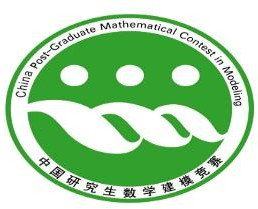 China Post-Graduate Mathematical Contest in Modeling
中国研究生数学建模竞赛